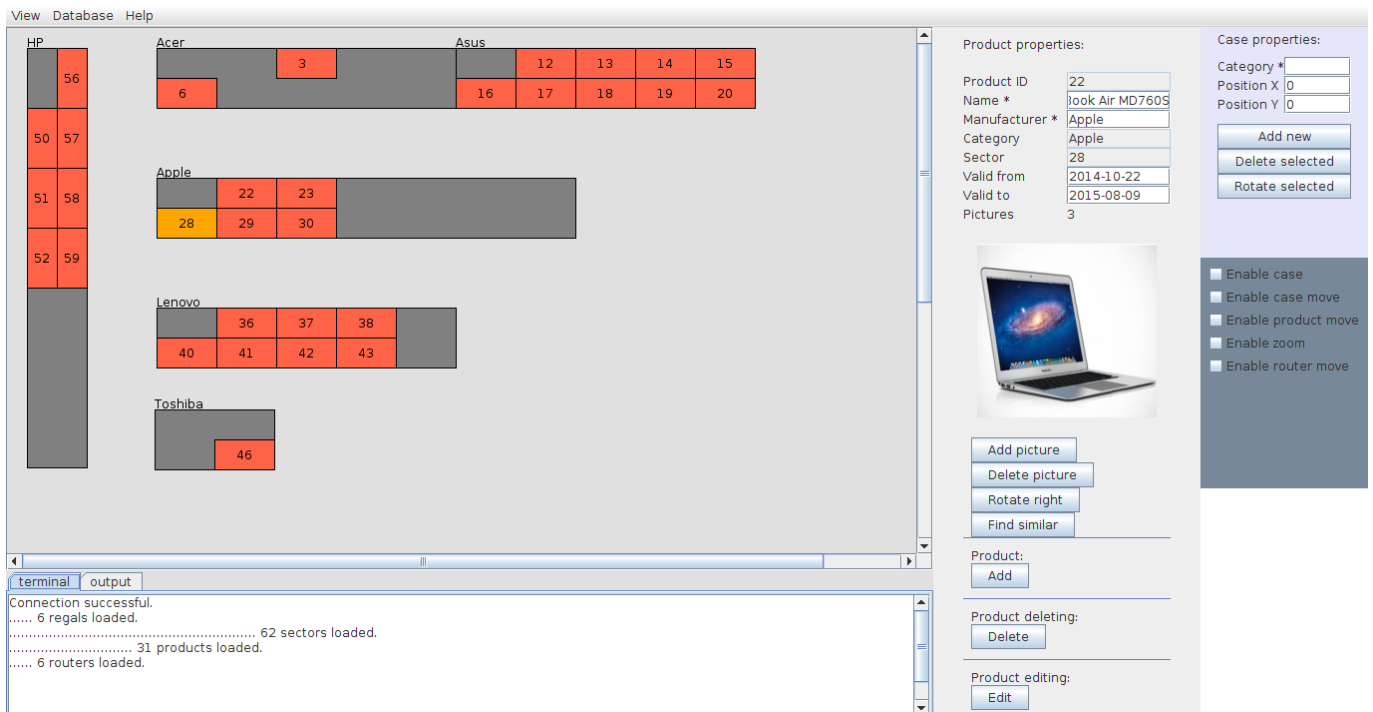 View Database Help
HP
56
50 57
51 58
52 59
Acer
3
6
Asus
12 13 14 15
16 17 18 19 20
Apple
22 23
28 29 30
Lenovo
36 37 38
40 41 42 43
Toshiba
46
terminal output
Connection successful.
...... 6 regals loaded.
.............................................................. 62 sectors loaded.
............................... 31 products loaded.
...... 6 routers loaded.
Product properties:
Product ID 22
Name * Book Air MD760S
Manufacturer * Apple
Category Apple
Sector 28
Valid from 2014-10-22
Valid to 2015-08-09
Pictures 3
Add picture
Delete picture
Rotate right
Find similar
Product:
Add
Product deleting:
Delete
Product editing:
Edit
Case properties:
Category *
Position X 0
Position Y 0
Add new
Delete selected
Rotate selected
Enable case
Enable case move
Enable product move
Enable zoom
Enable router move